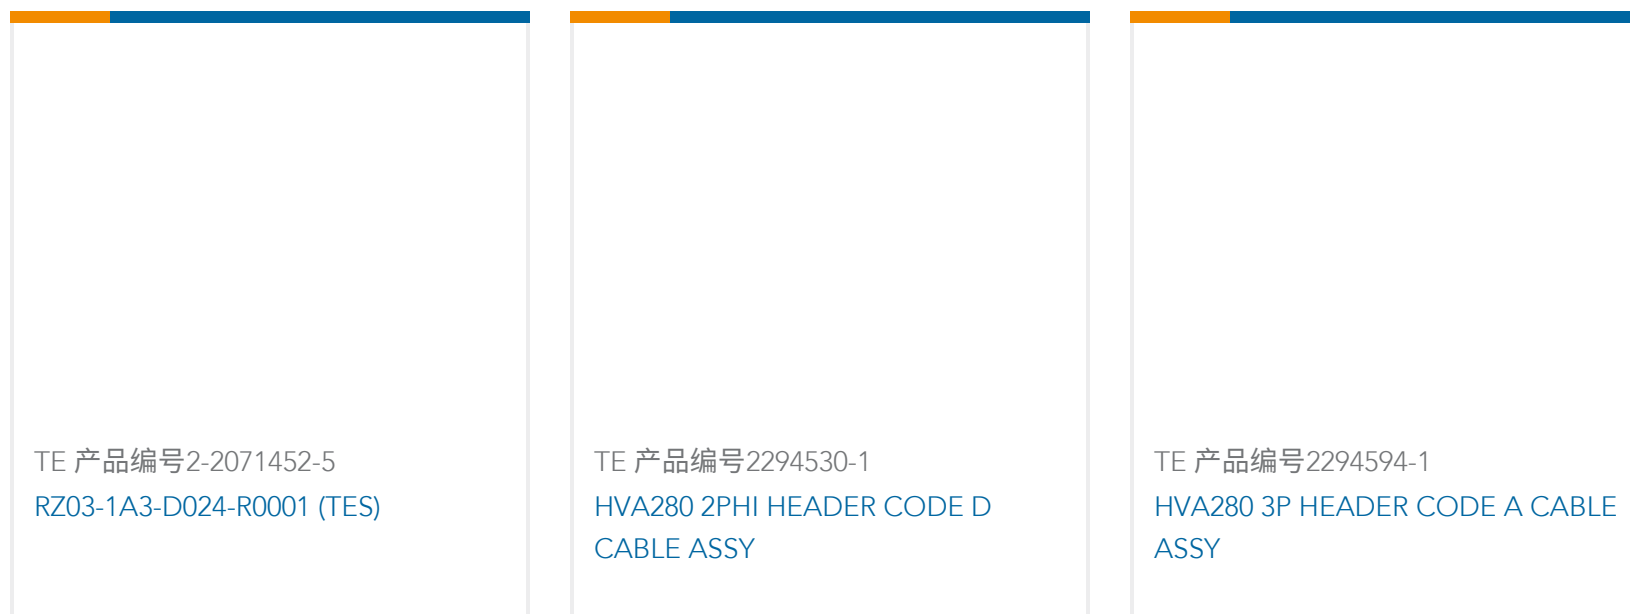 TE 产品编号2-2071452-5
RZ03-1A3-D024-R0001 (TES)
TE 产品编号2294530-1
HVA280 2PHI HEADER CODE D
CABLE ASSY
TE 产品编号2294594-1
HVA280 3P HEADER CODE A CABLE
ASSY